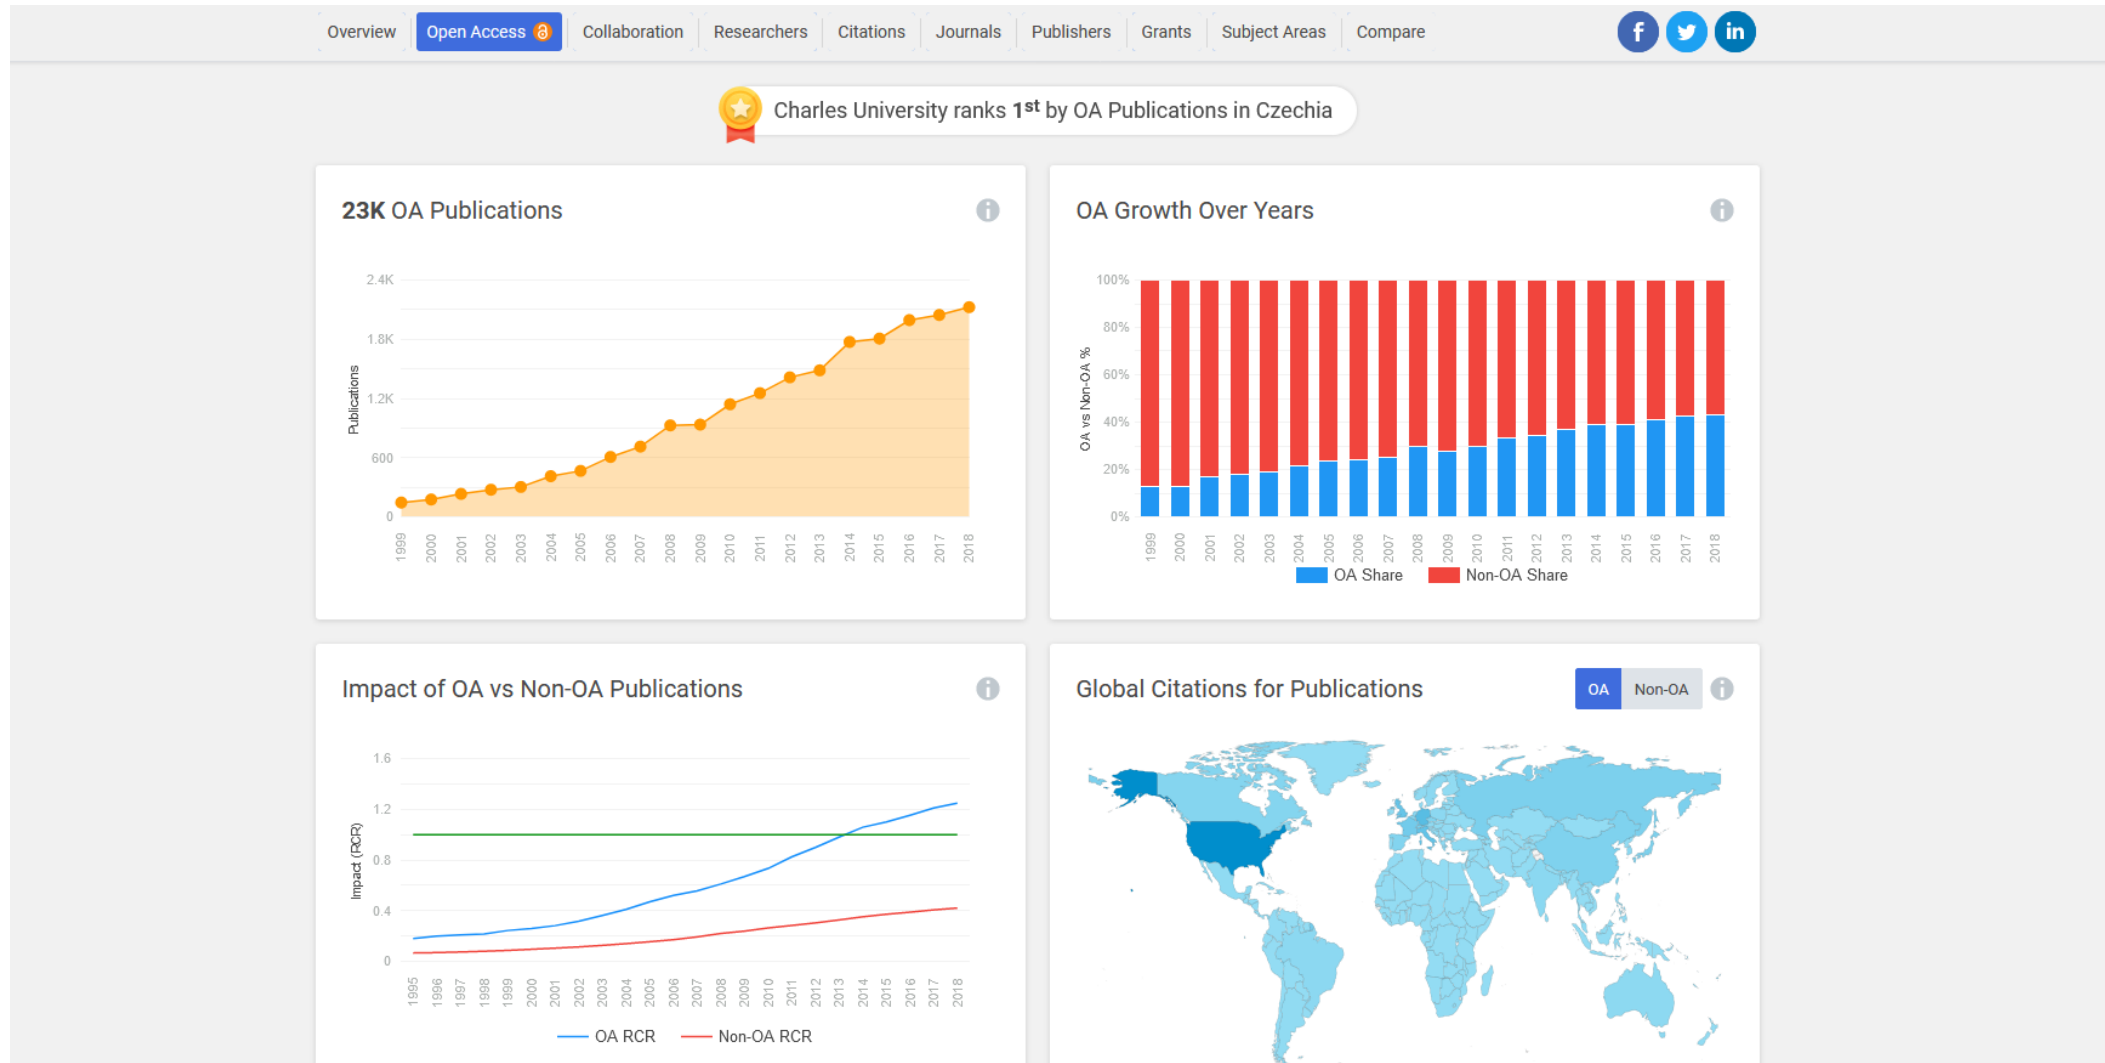 Overview Open Access Collaboration Researchers Citations Journals Publishers Grants Subject Areas Compare
Charles University ranks 1st by OA Publications in Czechia
23K OA Publications
2.4K
1.8K
1.2K
600
0
Publications
1999 2000 2001 2002 2003 2004 2005 2006 2007 2008 2009 2010 2011 2012 2013 2014 2015 2016 2017 2018
OA Growth Over Years
100%
80%
60%
40%
20%
0%
OA vs Non-OA %
1999 2000 2001 2002 2003 2004 2005 2006 2007 2008 2009 2010 2011 2012 2013 2014 2015 2016 2017 2018
OA Share Non-OA Share
Impact of OA vs Non-OA Publications
1.6
1.2
0.8
0.4
0
Impact (RCR)
1995 1996 1997 1998 1999 2000 2001 2002 2003 2004 2005 2006 2007 2008 2009 2010 2011 2012 2013 2014 2015 2016 2017 2018
OA RCR Non-OA RCR
Global Citations for Publications
OA Non-OA